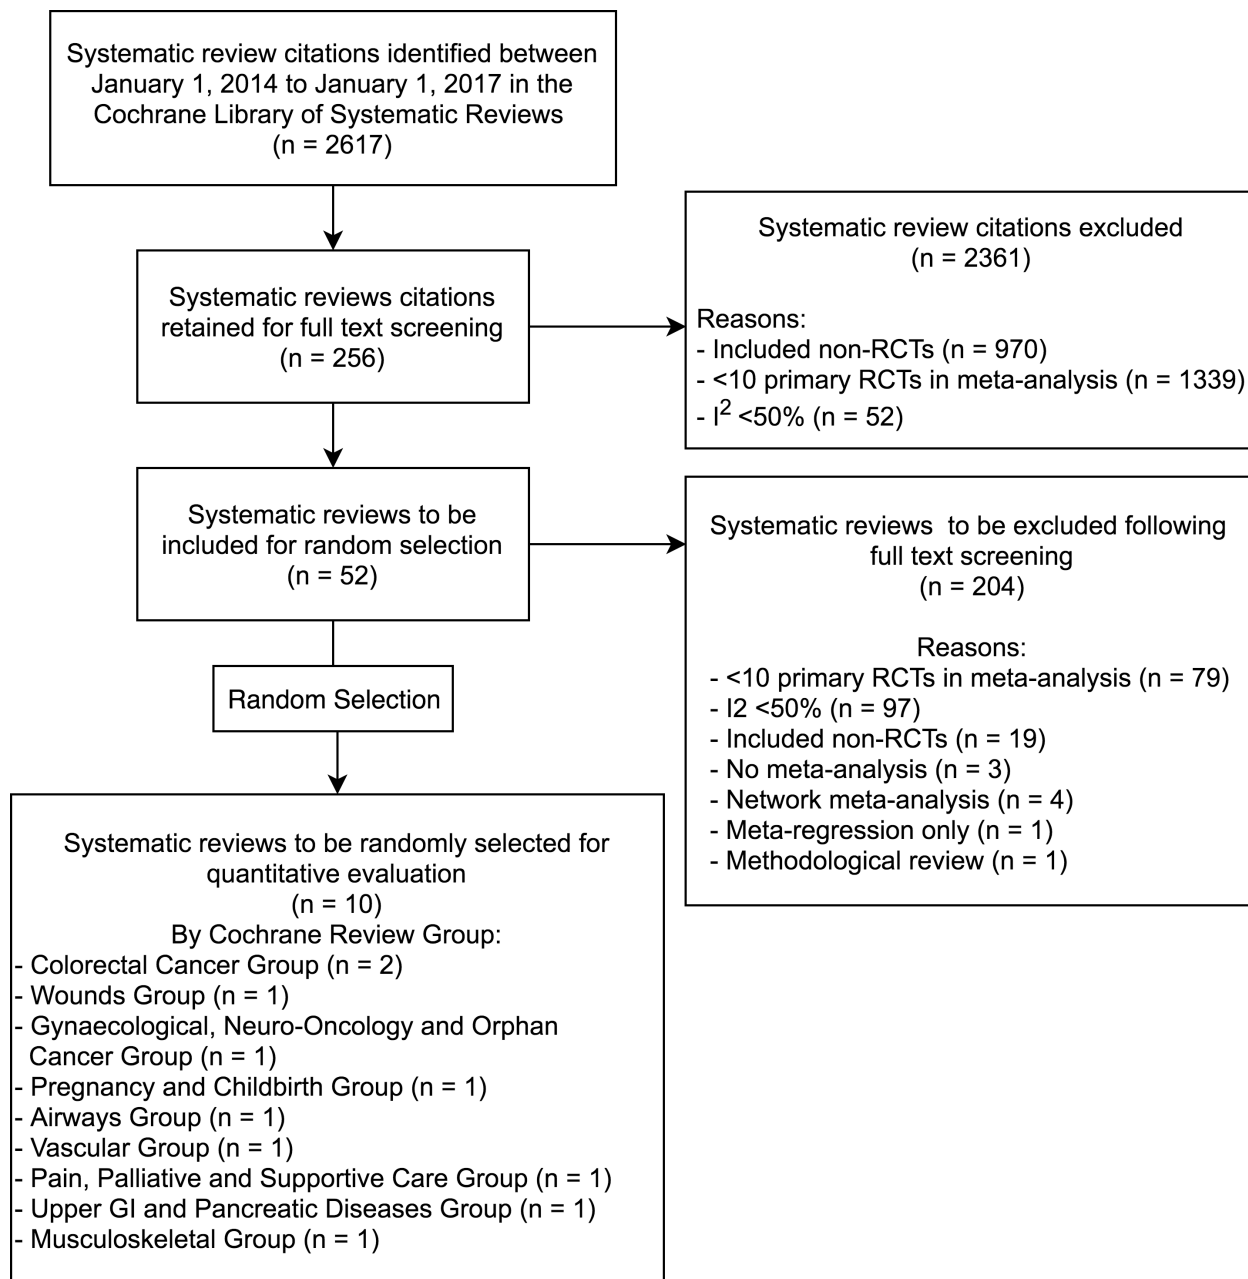 Systematic review citations identified between
January 1, 2014 to January 1, 2017 in the
Cochrane Library of Systematic Reviews
(n = 2617)
Systematic reviews citations
retained for full text screening
(n = 256)
Systematic review citations excluded
(n = 2361)
Reasons:
- Included non-RCTs (n = 970)
- <10 primary RCTs in meta-analysis (n = 1339)
- I² <50% (n = 52)
Systematic reviews to be
included for random selection
(n = 52)
Systematic reviews  to be excluded following
full text screening
(n = 204)
Reasons:
- <10 primary RCTs in meta-analysis (n = 79)
- I2 <50% (n = 97)
- Included non-RCTs (n = 19)
- No meta-analysis (n = 3)
- Network meta-analysis (n = 4)
- Meta-regression only (n = 1)
- Methodological review (n = 1)
Random Selection
Systematic reviews to be randomly selected for
quantitative evaluation
(n = 10)
By Cochrane Review Group:
- Colorectal Cancer Group (n = 2)
- Wounds Group (n = 1)
- Gynaecological, Neuro-Oncology and Orphan
Cancer Group (n = 1)
- Pregnancy and Childbirth Group (n = 1)
- Airways Group (n = 1)
- Vascular Group (n = 1)
- Pain, Palliative and Supportive Care Group (n = 1)
- Upper GI and Pancreatic Diseases Group (n = 1)
- Musculoskeletal Group (n = 1)